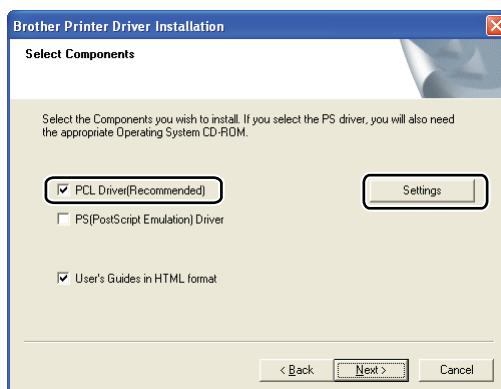 Brother Printer Driver Installation
Select Components
Select the Components you wish to install. If you select the PS driver, you will also need
the appropriate Operating System CD-ROM.
PCL Driver(Recommended)
Settings
PS(PostScript Emulation) Driver
User's Guides in HTML format
< Back
Next >
Cancel